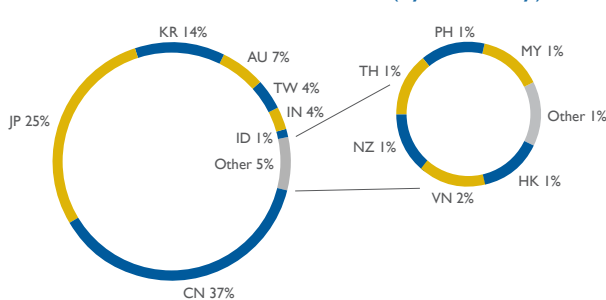 KR 14%
AU 7%
TW 4%
IN 4%
ID 1%
Other 5%
CN 37%
JP 25%
PH 1%
MY 1%
Other 1%
HK 1%
VN 2%
NZ 1%
TH 1%